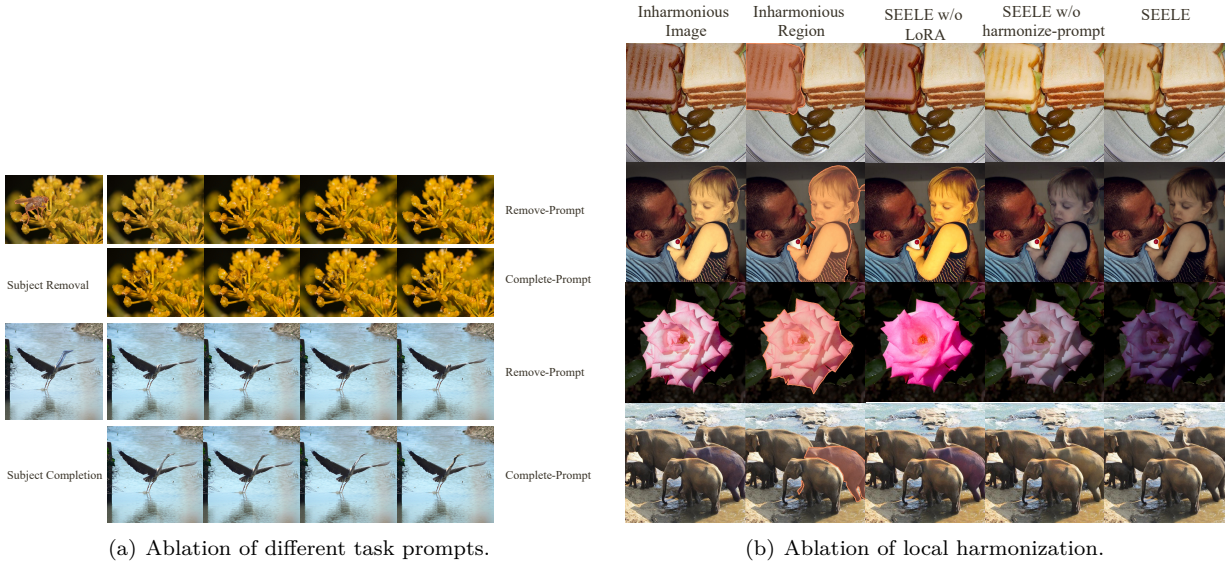 Inharmonious Image
Inharmonious Region
SEELE w/o LoRA
SEELE w/o harmonize-prompt
SEELE
Remove-Prompt
Subject Removal
Complete-Prompt
Remove-Prompt
Subject Completion
Complete-Prompt
(a) Ablation of different task prompts.
(b) Ablation of local harmonization.